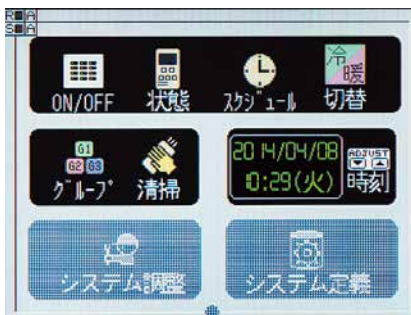 R■A
S■A
冷
暖
ON/OFF 状態 ｽｹｼﾞｭｰﾙ 切替
G1
G2 G3
ｸﾞﾙｰﾌﾟ 清掃
2014/04/08
10:29(火)
ADJUST
時刻
システム調整 システム定義